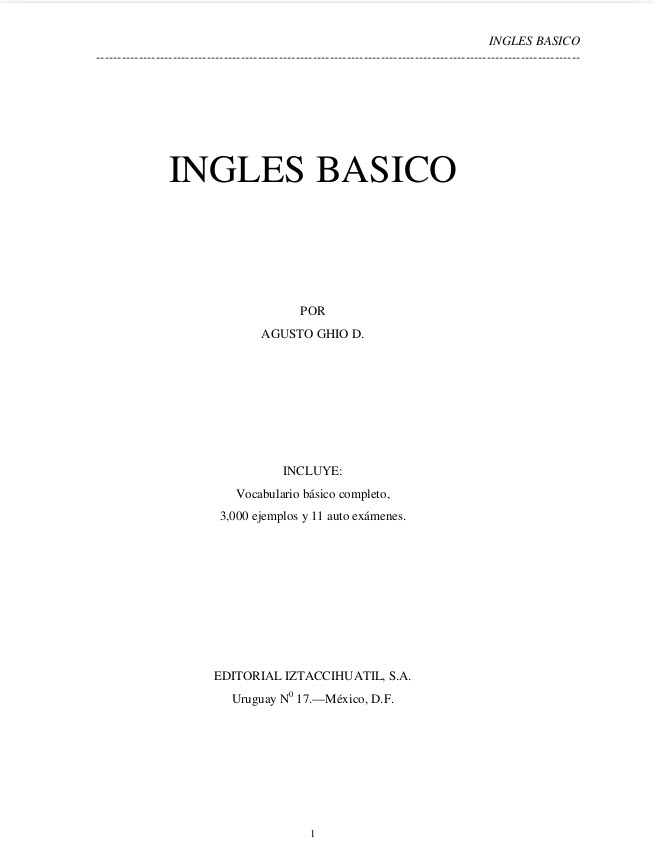 INGLES BASICO
---------------------------------------------------------------------------------------------------
INGLES BASICO
POR
AGUSTO GHIO D.
INCLUYE:
Vocabulario básico completo,
3,000 ejemplos y 11 auto exámenes.
EDITORIAL IZTACCIHUATIL, S.A.
Uruguay N⁰ 17.—México, D.F.
1